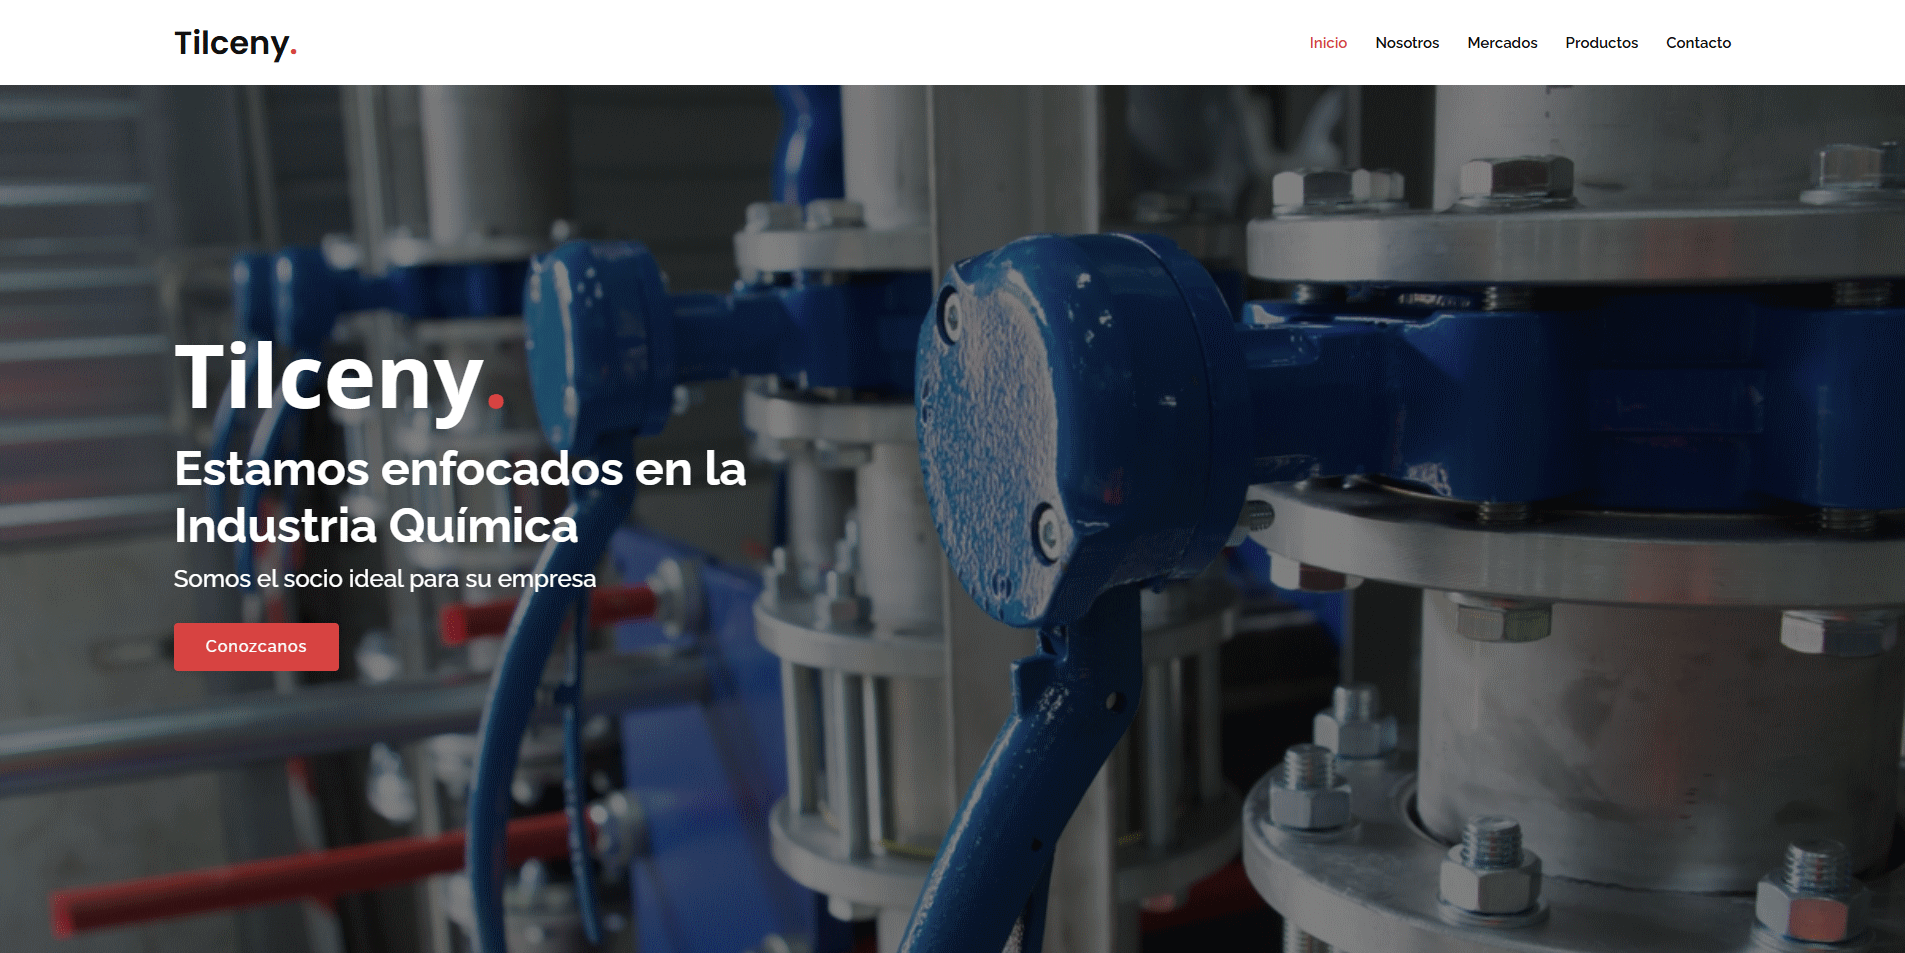 Tilceny.
Inicio Nosotros Mercados Productos Contacto
Tilceny.
Estamos enfocados en la
Industria Química
Somos el socio ideal para su empresa
Conozcanos